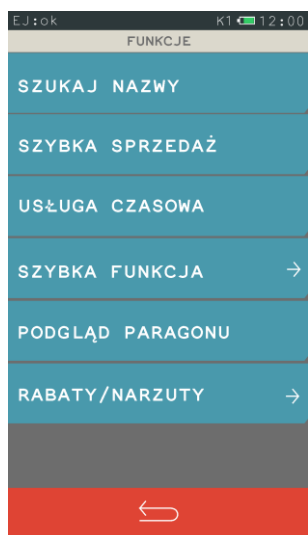 EJ:ok K1 12:00
FUNKCJE
SZUKAJ NAZWY
SZYBKA SPRZEDAŻ
USŁUGA CZASOWA
SZYBKA FUNKCJA
PODGLĄD PARAGONU
RABATY/NARZUTY